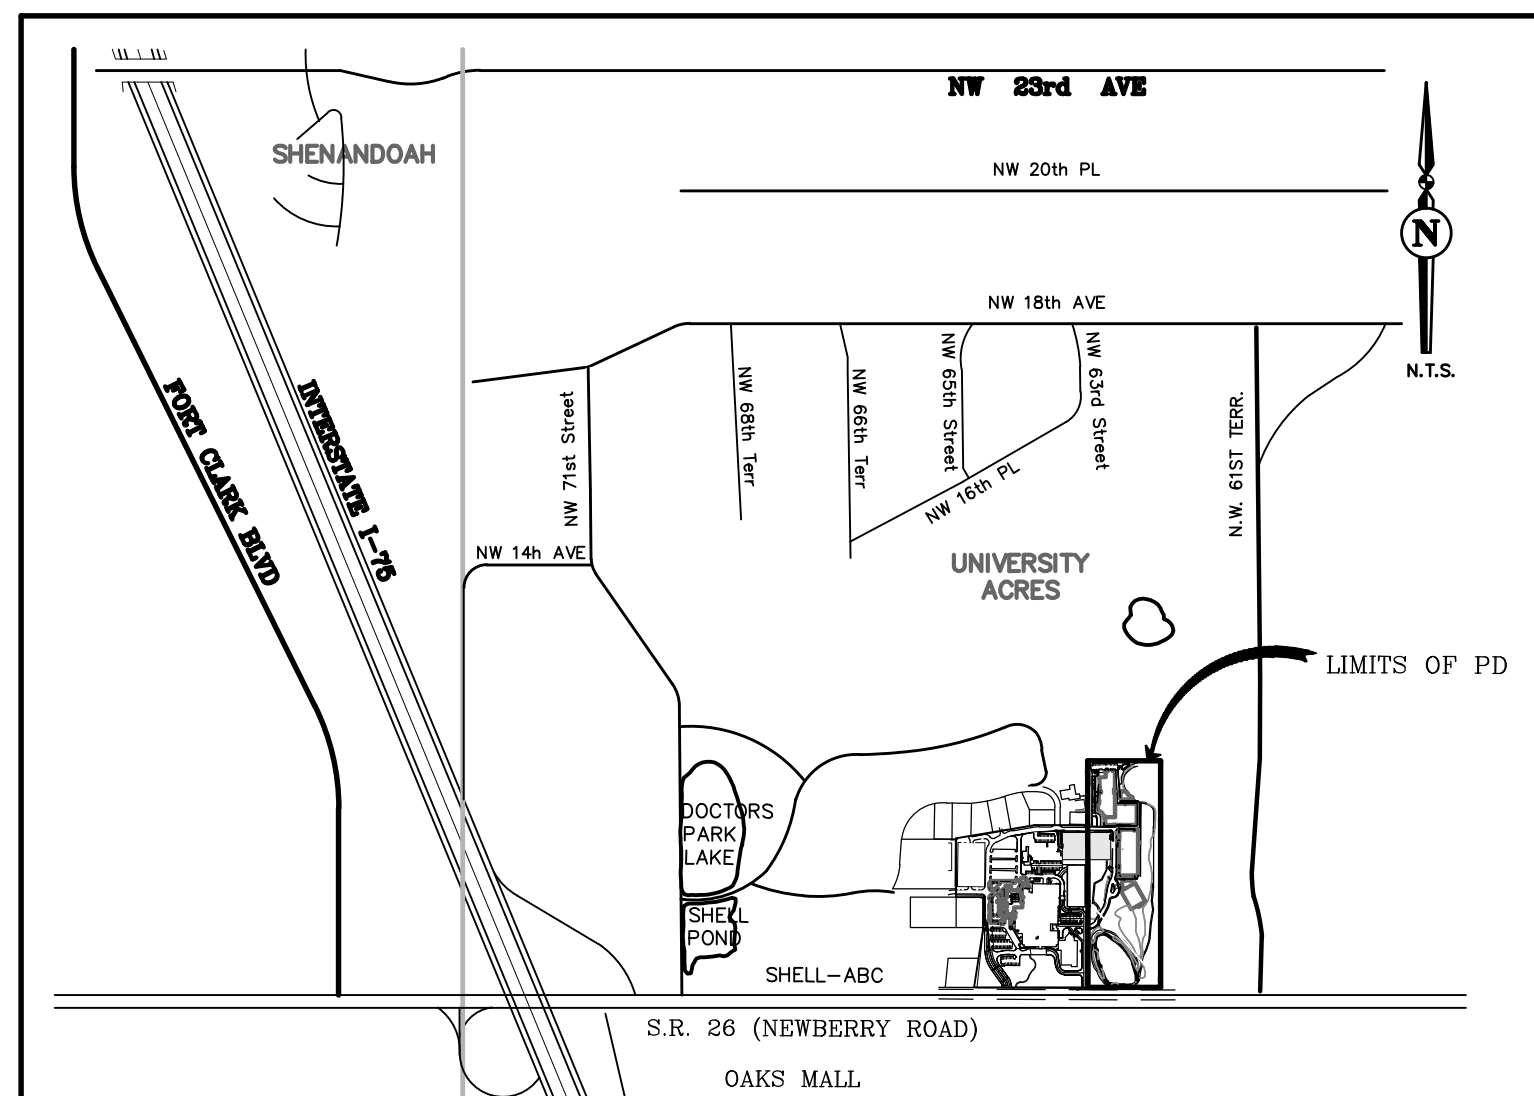 NW 23rd AVE
SHENANDOAH
NW 20th PL
N
NW 18th AVE
N.T.S.
FORT CLARK BLVD
INTERSTATE I-75
NW 71st Street
NW 68th Terr
NW 66th Terr
NW 65th Street
NW 63rd Street
N.W. 61ST TERR.
NW 16th PL
NW 14h AVE
UNIVERSITY
ACRES
LIMITS OF PD
DOCTORS
PARK
LAKE
SHELL
POND
SHELL-ABC
S.R. 26 (NEWBERRY ROAD)
OAKS MALL